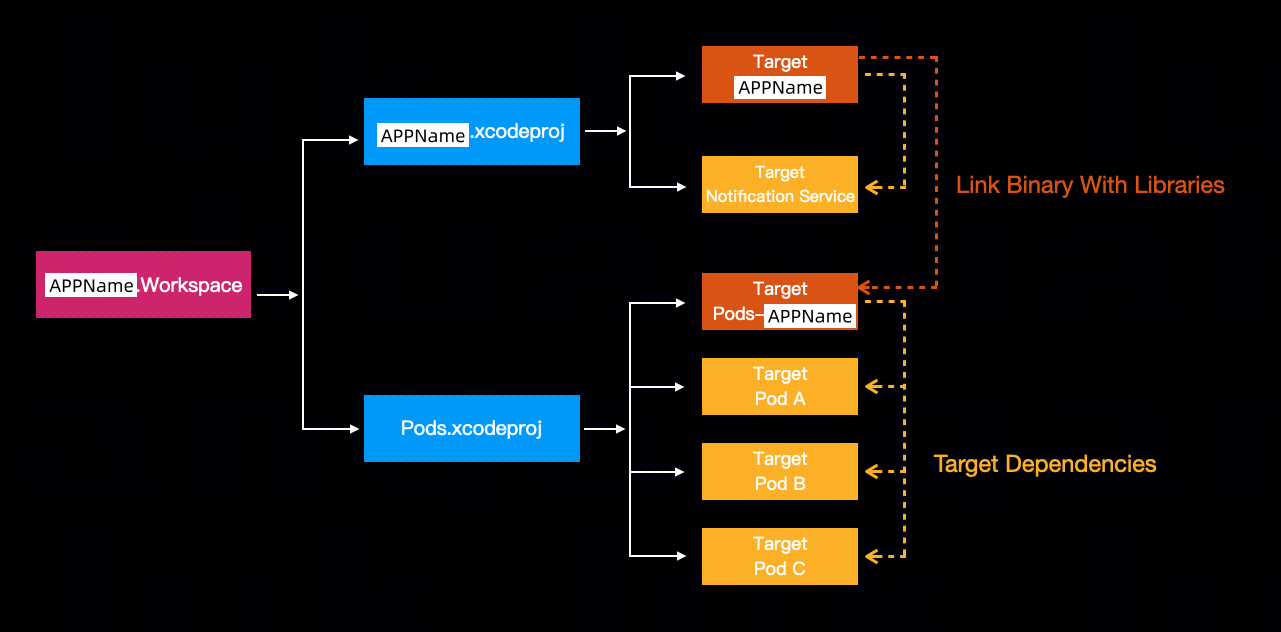 Target
APPName
APPName.xcodeproj
Target
Notification Service
Link Binary With Libraries
APPName.Workspace
Target
Pods-APPName
Target
Pod A
Pods.xcodeproj
Target
Pod B
Target Dependencies
Target
Pod C